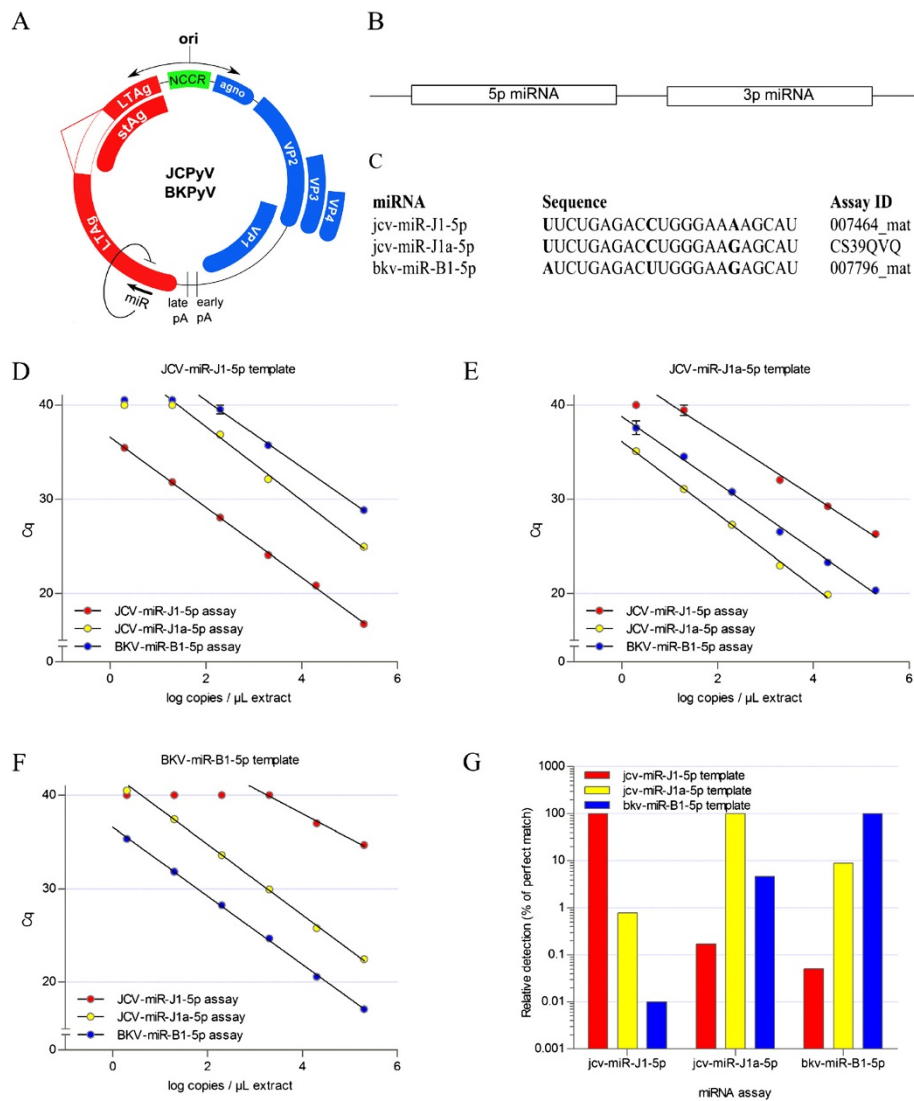 A
ori
NCCR
agno
LTAg
stAg
VP2
VP3
VP4
VP1
LTAg
miR
JCPyV
BKPyV
late early
pA pA
B
5p miRNA
3p miRNA
C
miRNA Sequence Assay ID
jcv-miR-J1-5p UUCUGAGACCUGGGAAAAGCAU 007464_mat
jcv-miR-J1a-5p UUCUGAGACCUGGGAAGAGCAU CS39QVQ
bkv-miR-B1-5p AUCUGAGACUUGGGAAGAGCAU 007796_mat
D
JCV-miR-J1-5p template
40
30
20
0
Cq
JCV-miR-J1-5p assay
JCV-miR-J1a-5p assay
BKV-miR-B1-5p assay
0 2 4 6
log copies / µL extract
E
JCV-miR-J1a-5p template
40
30
20
0
Cq
JCV-miR-J1-5p assay
JCV-miR-J1a-5p assay
BKV-miR-B1-5p assay
0 2 4 6
log copies / µL extract
F
BKV-miR-B1-5p template
40
30
20
0
Cq
JCV-miR-J1-5p assay
JCV-miR-J1a-5p assay
BKV-miR-B1-5p assay
0 2 4 6
log copies / µL extract
G
jcv-miR-J1-5p template
jcv-miR-J1a-5p template
bkv-miR-B1-5p template
1000
100
10
1
0.1
0.01
0.001
Relative detection (% of perfect match)
jcv-miR-J1-5p jcv-miR-J1a-5p bkv-miR-B1-5p
miRNA assay